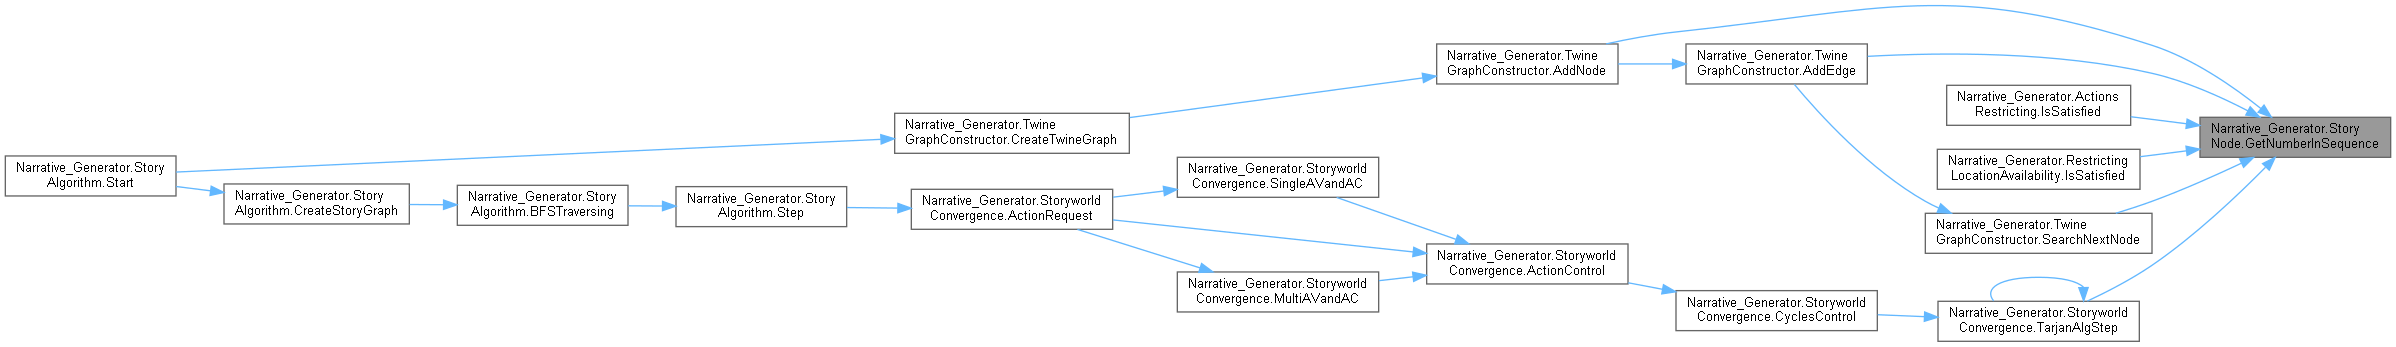 Narrative_Generator.Story
Algorithm.Start
Narrative_Generator.Twine
GraphConstructor.CreateTwineGraph
Narrative_Generator.Story
Algorithm.CreateStoryGraph
Narrative_Generator.Story
Algorithm.BFSTraversing
Narrative_Generator.Story
Algorithm.Step
Narrative_Generator.Storyworld
Convergence.ActionRequest
Narrative_Generator.Storyworld
Convergence.SingleAVandAC
Narrative_Generator.Storyworld
Convergence.MultiAVandAC
Narrative_Generator.Twine
GraphConstructor.AddNode
Narrative_Generator.Storyworld
Convergence.ActionControl
Narrative_Generator.Twine
GraphConstructor.AddEdge
Narrative_Generator.Storyworld
Convergence.CyclesControl
Narrative_Generator.Actions
Restricting.IsSatisfied
Narrative_Generator.Restricting
LocationAvailability.IsSatisfied
Narrative_Generator.Twine
GraphConstructor.SearchNextNode
Narrative_Generator.Storyworld
Convergence.TarjanAlgStep
Narrative_Generator.Story
Node.GetNumberInSequence